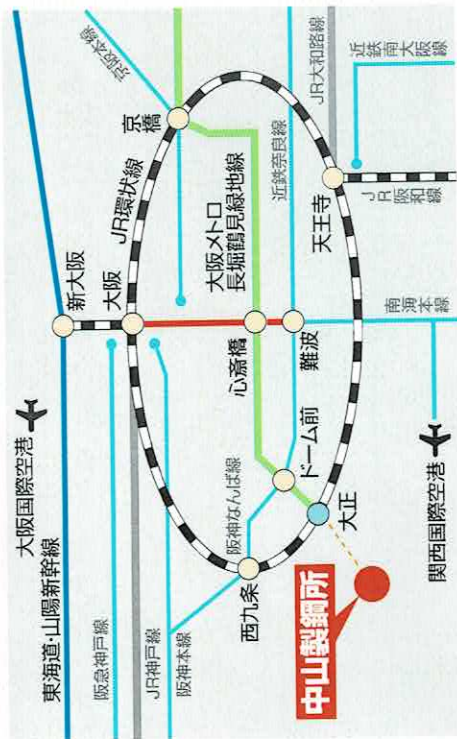 大阪国際空港
東海道・山陽新幹線
新大阪
阪急神戸線
大阪
JR神戸線
阪神本線
JR環状線
京阪本線
京橋
大阪メトロ
長堀鶴見緑地線
心斎橋
阪神なんば線
西九条
近鉄奈良線
難波
ドーム前
JR大和路線
天王寺
大正
中山製鋼所
近鉄
南大阪線
JR
阪和線
南海
本線
関西国際空港